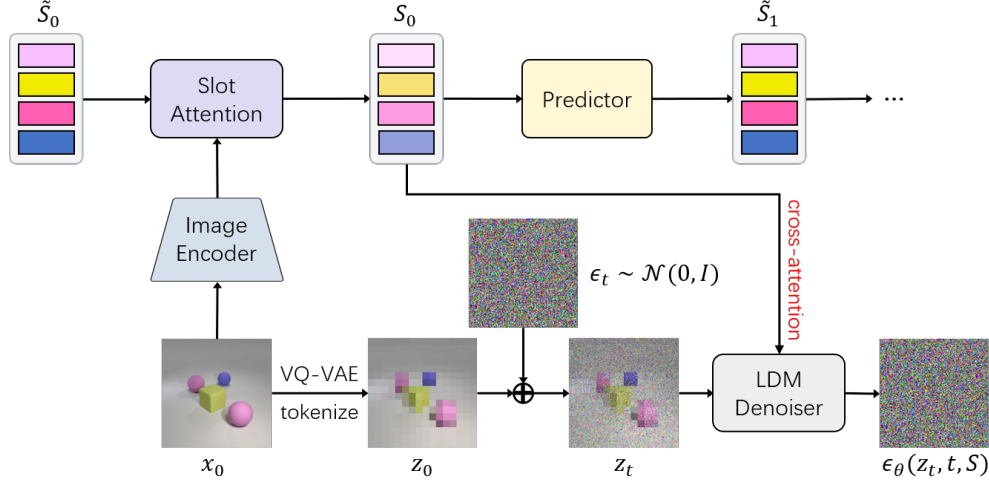 S̃₀
S₀
S̃₁
Slot
Attention
Predictor
...
Image
Encoder
cross-attention
ϵₜ ~ 𝒩(0, I)
VQ-VAE
tokenize
LDM
Denoiser
x₀
z₀
zₜ
ϵ_θ(zₜ, t, S)